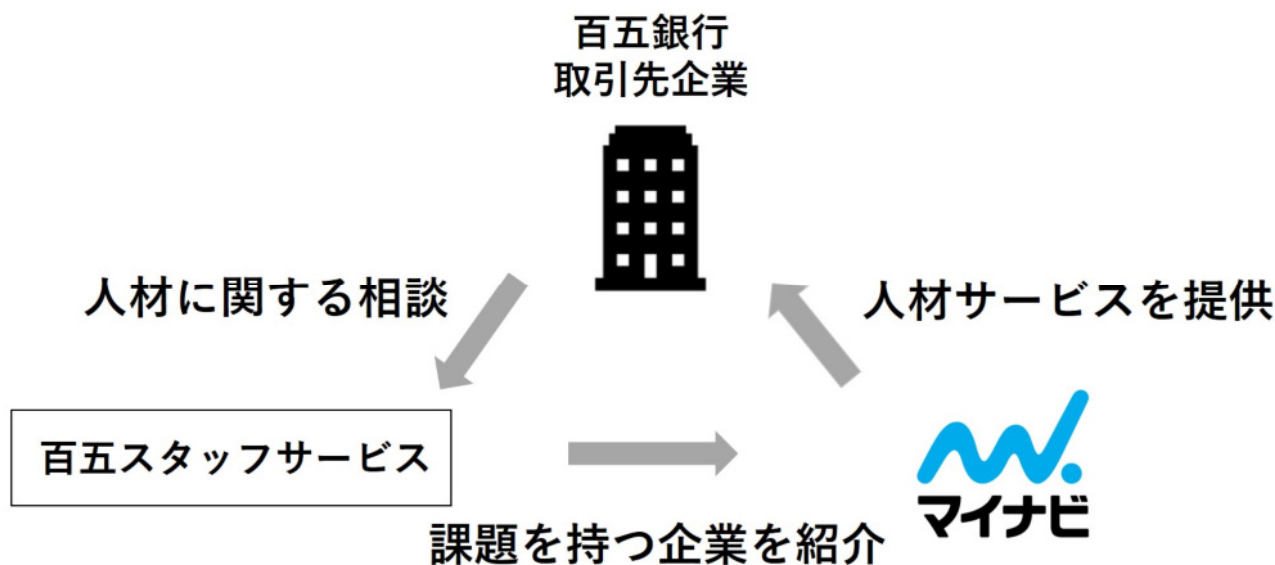 百五銀行
取引先企業
人材に関する相談
人材サービスを提供
百五スタッフサービス
マイナビ
課題を持つ企業を紹介